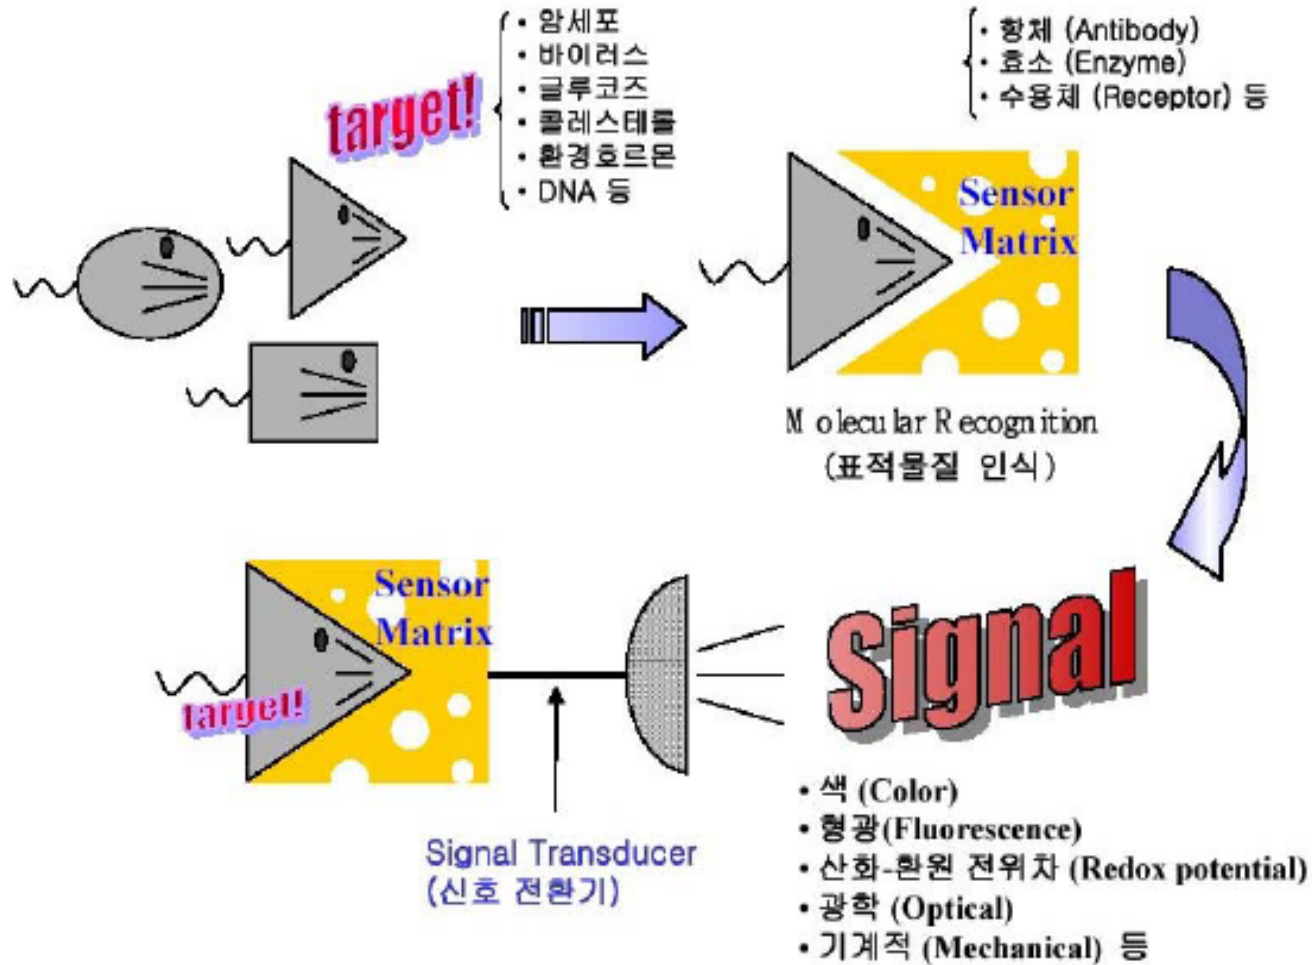 target!
• 암세포
• 바이러스
• 글루코즈
• 콜레스테롤
• 환경호르몬
• DNA 등
• 항체 (Antibody)
• 효소 (Enzyme)
• 수용체 (Receptor) 등
Sensor
Matrix
Molecular Recognition
(표적물질 인식)
Sensor
Matrix
target!
Signal Transducer
(신호 전환기)
Signal
• 색 (Color)
• 형광(Fluorescence)
• 산화-환원 전위차 (Redox potential)
• 광학 (Optical)
• 기계적 (Mechanical) 등